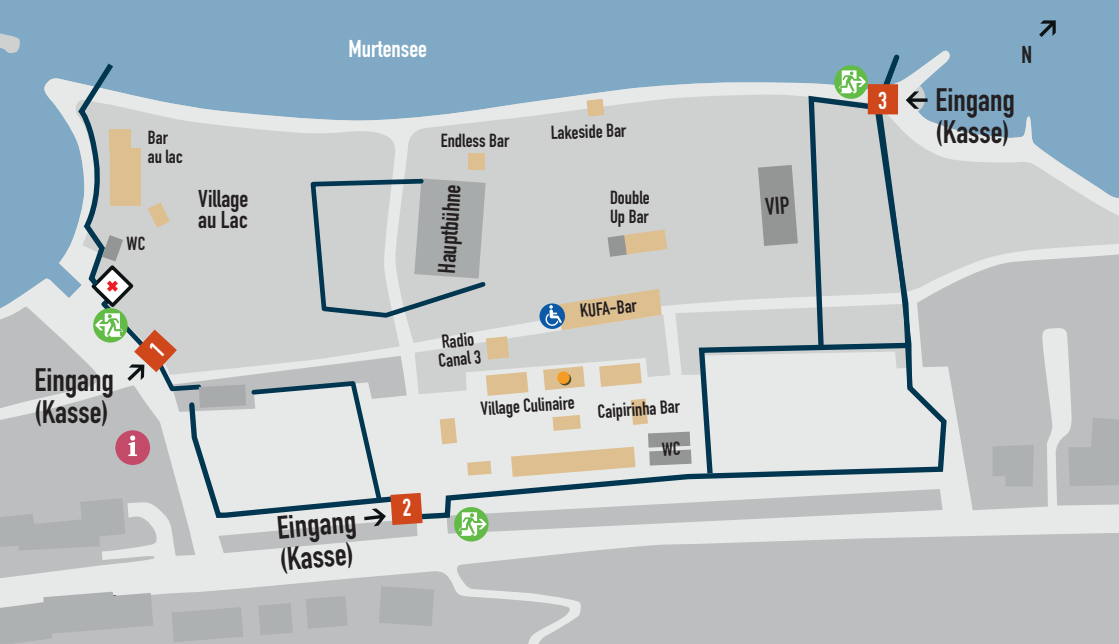 Murtensee
N
3
Eingang
(Kasse)
Lakeside Bar
Endless Bar
Bar
au lac
Village
au Lac
Hauptbühne
Double
Up Bar
VIP
WC
KUFA-Bar
Radio
Canal 3
1
Eingang
(Kasse)
Village Culinaire
Caipirinha Bar
i
WC
2
Eingang
(Kasse)